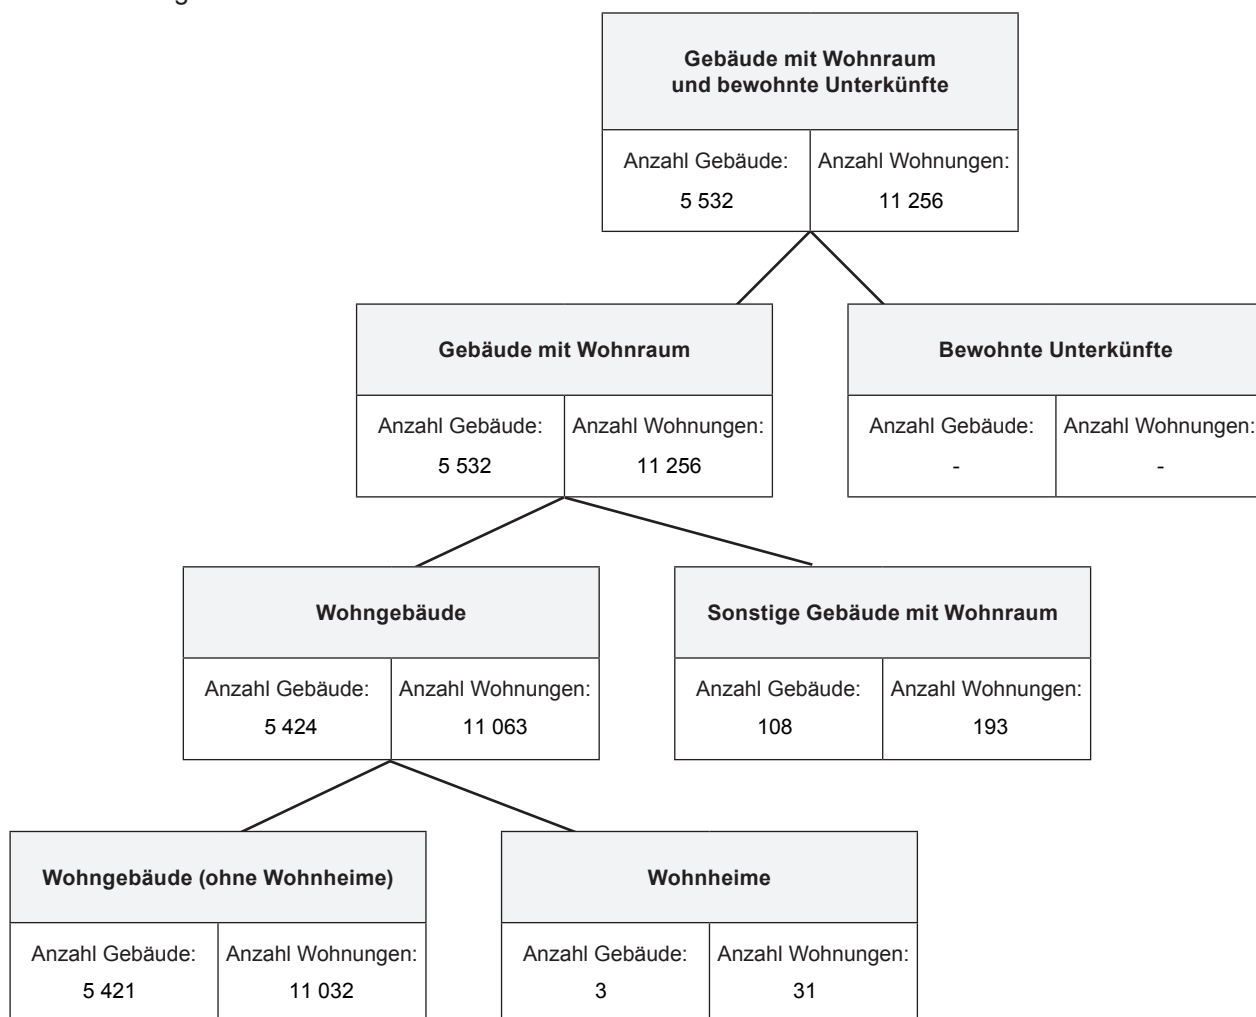 Gebäude mit Wohnraum
und bewohnte Unterkünfte
Anzahl Gebäude: Anzahl Wohnungen:
5 532 11 256
Gebäude mit Wohnraum Bewohnte Unterkünfte
Anzahl Gebäude: Anzahl Wohnungen: Anzahl Gebäude: Anzahl Wohnungen:
5 532 11 256 - -
Wohngebäude Sonstige Gebäude mit Wohnraum
Anzahl Gebäude: Anzahl Wohnungen: Anzahl Gebäude: Anzahl Wohnungen:
5 424 11 063 108 193
Wohngebäude (ohne Wohnheime) Wohnheime
Anzahl Gebäude: Anzahl Wohnungen: Anzahl Gebäude: Anzahl Wohnungen:
5 421 11 032 3 31